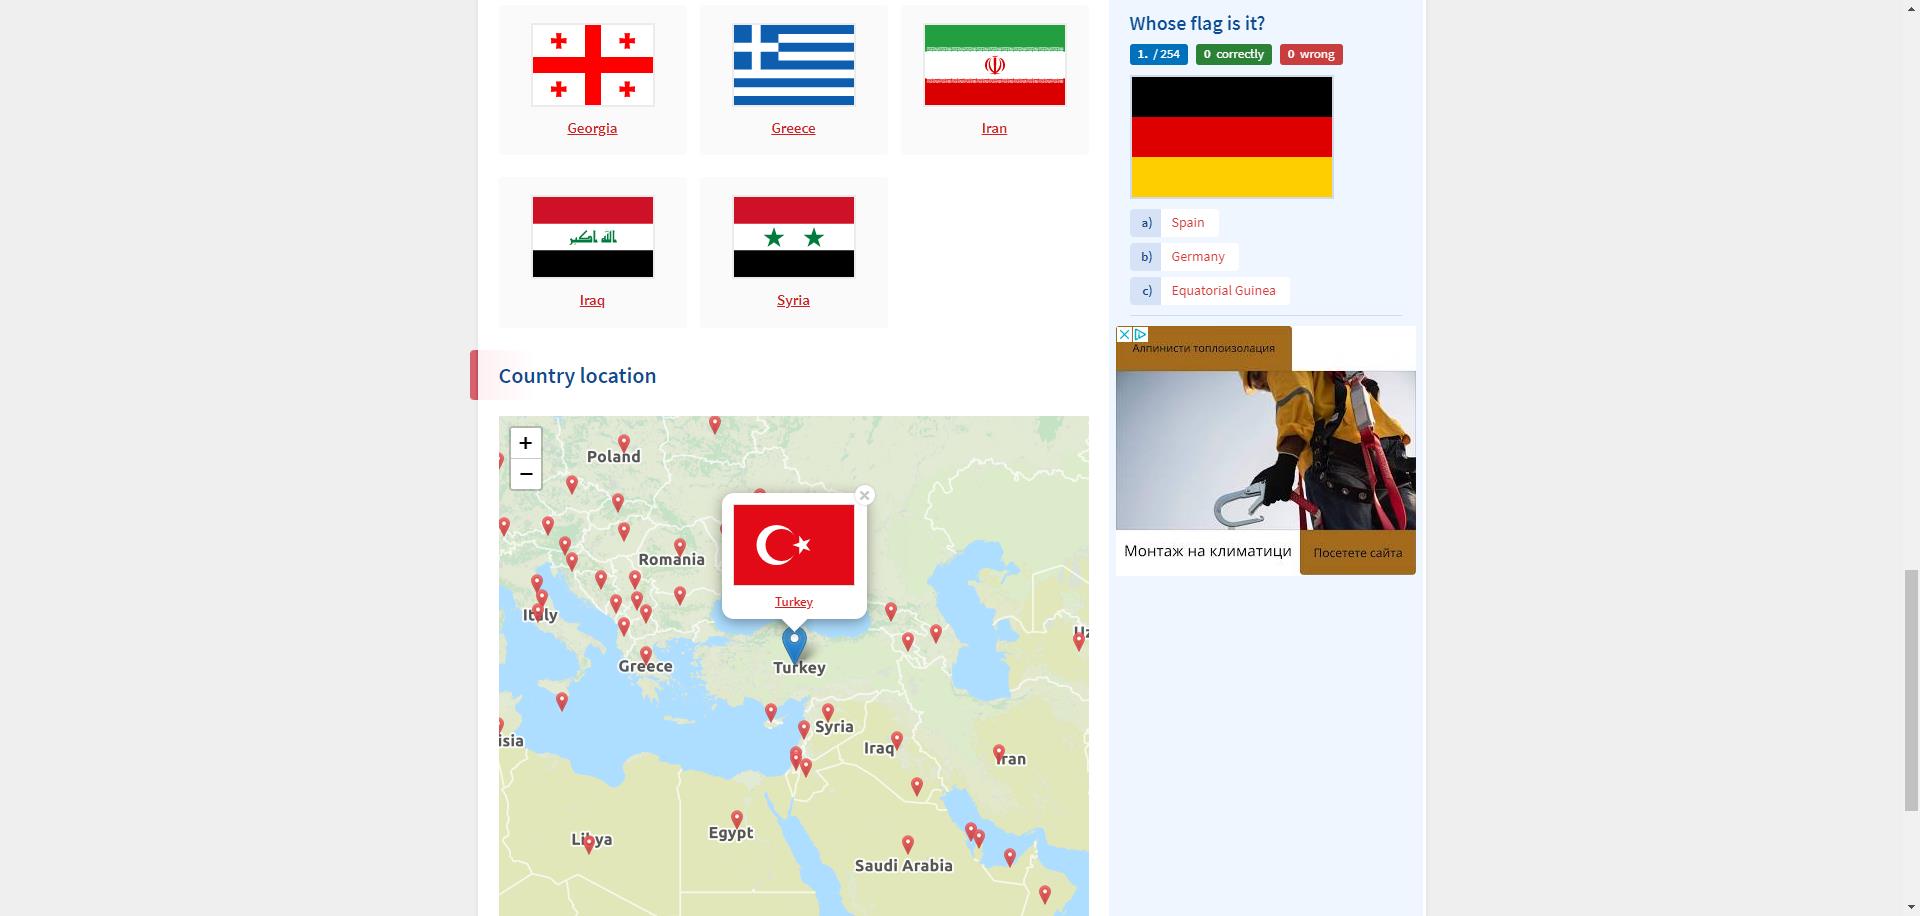 Georgia
Greece
Iran
الله اكبر
Iraq
Syria
Country location
+
−
Poland
Romania
Italy
Turkey
Greece
Turkey
Syria
Iraq
Iran
Egypt
Libya
Saudi Arabia
Whose flag is it?
1. / 254
0 correctly
0 wrong
a) Spain
b) Germany
c) Equatorial Guinea
Алпинисти топлоизолация
Монтаж на климатици
Посетете сайта